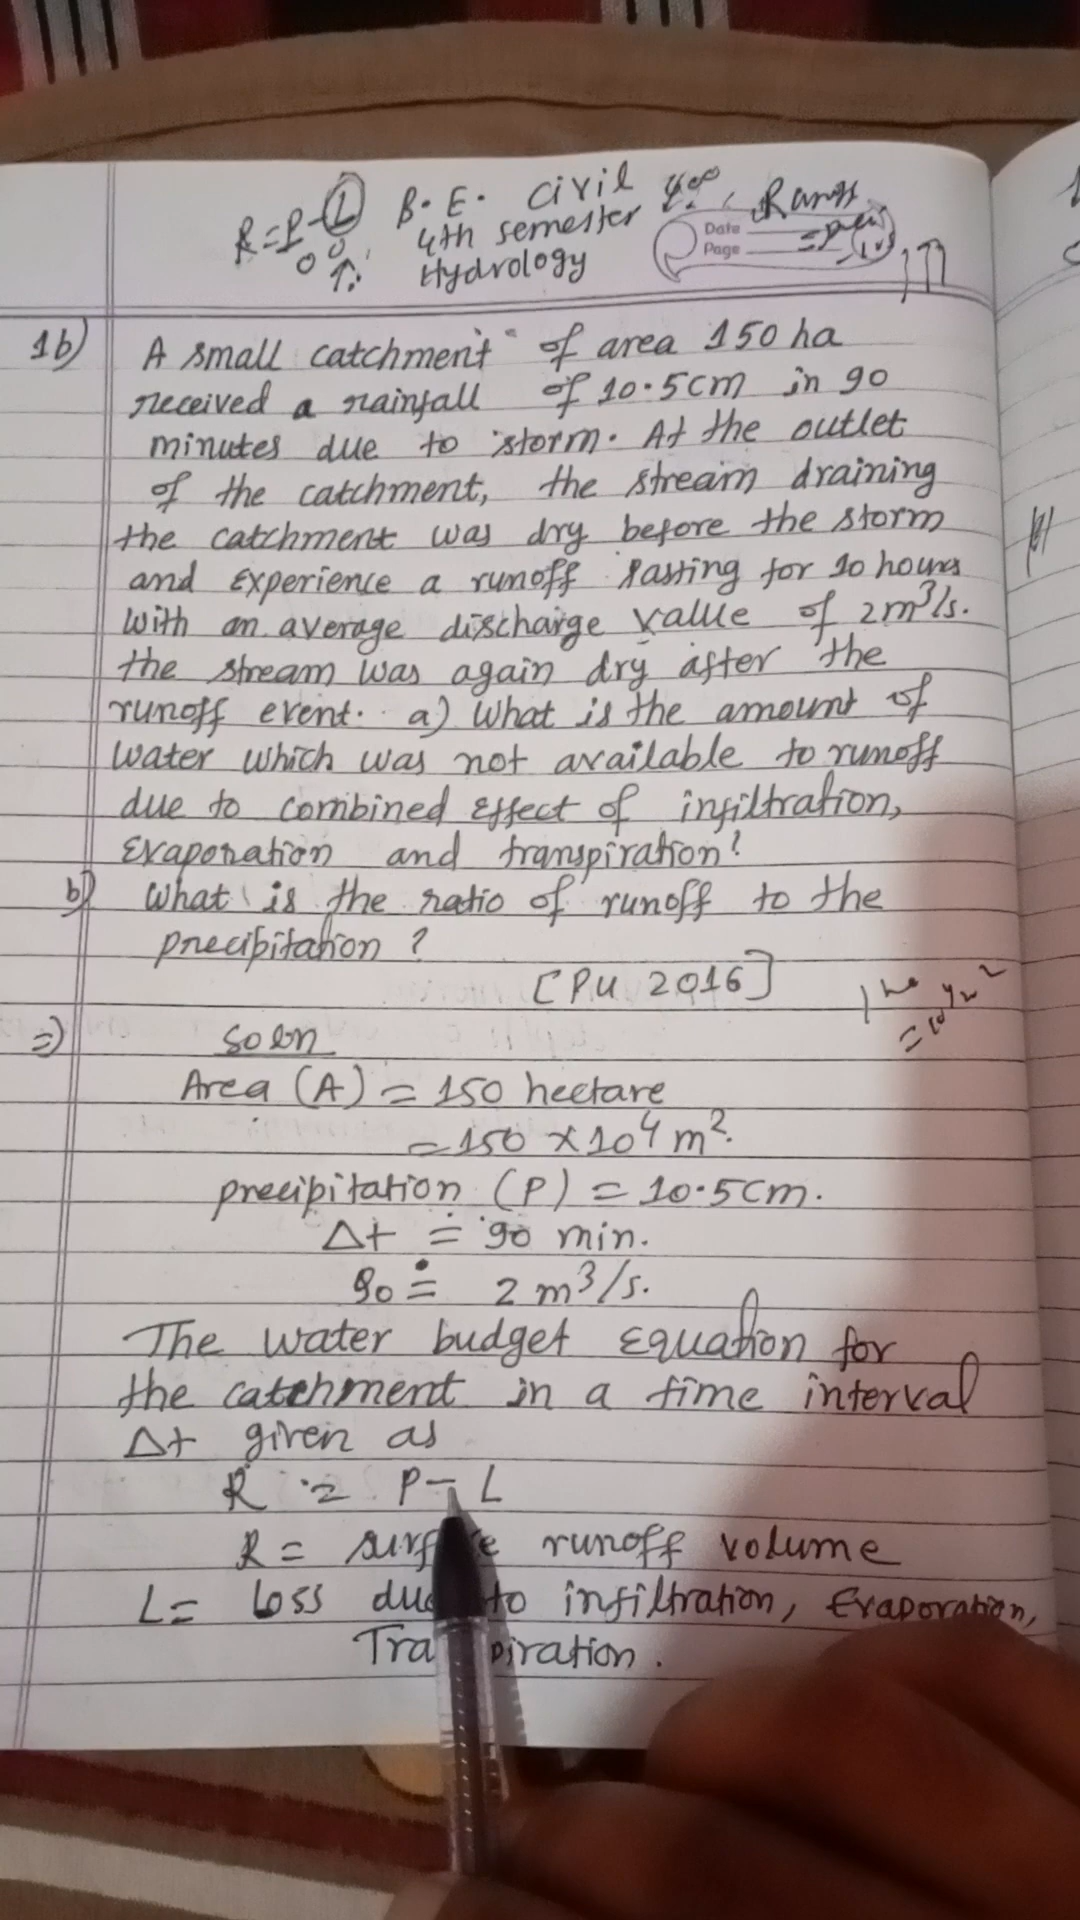 R=P-L B.E. Civil
4th semester
Hydrology
Date
Page
1b) A small catchment of area 150 ha
received a rainfall of 10.5cm in 90
minutes due to storm. At the outlet
of the catchment, the stream draining
the catchment was dry before the storm
and Experience a runoff lasting for 10 hours
with an average discharge value of 2m³/s.
the stream was again dry after the
runoff event. a) What is the amount of
water which was not available to runoff
due to combined Effect of infiltration,
Evaporation and transpiration?
b) What is the ratio of runoff to the
precipitation?
[PU 2016]
=) Soln
Area (A) = 150 hectare
= 150 × 10⁴ m².
precipitation (P) = 10.5cm.
Δt = 90 min.
= 2 m³/s.
The water budget Equation for
the catchment in a time interval
Δt given as
R = P - L
R = runoff volume
L = Loss due to infiltration, Evaporation,